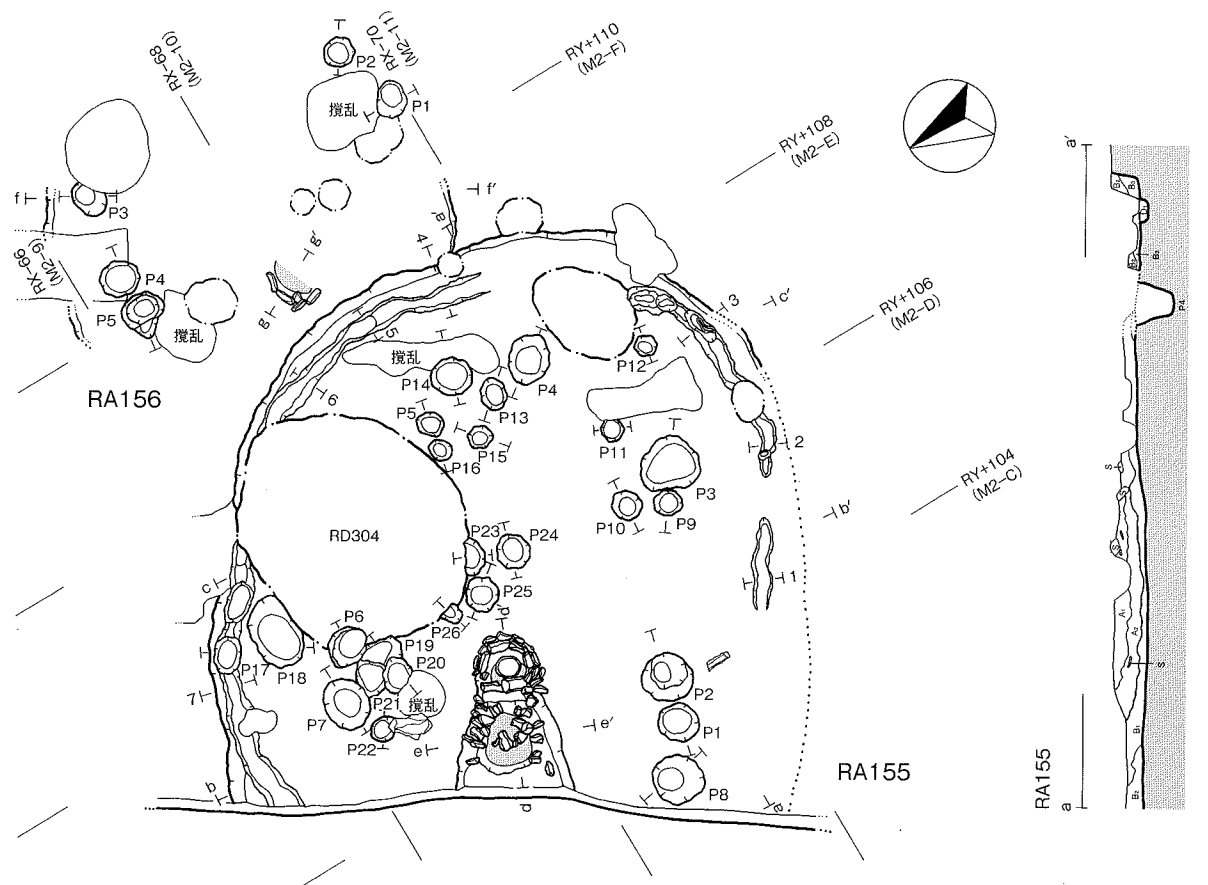 RX-68
(M2-10)
RX-70
(M2-11)
RY+110
(M2-F)
P2
P1
撹乱
RY+108
(M2-E)
f
P3
f'
RX-66
(M2-9)
P4
P5
撹乱
g'
g
a'
4
RA156
3
c'
RY+106
(M2-D)
5
撹乱
P12
P4
P14
P13
6
P5
P15
P16
P11
2
P3
RY+104
(M2-C)
P10
P9
b'
RD304
P23
P24
1
c
P25
P26
d'
P6
P19
P17
P18
P20
P2
7
P7
P21
撹乱
P22
e
e'
P1
RA155
P8
b
d
a
a'
P4
S
S
S
A1
A2
S
B1
RA155
a